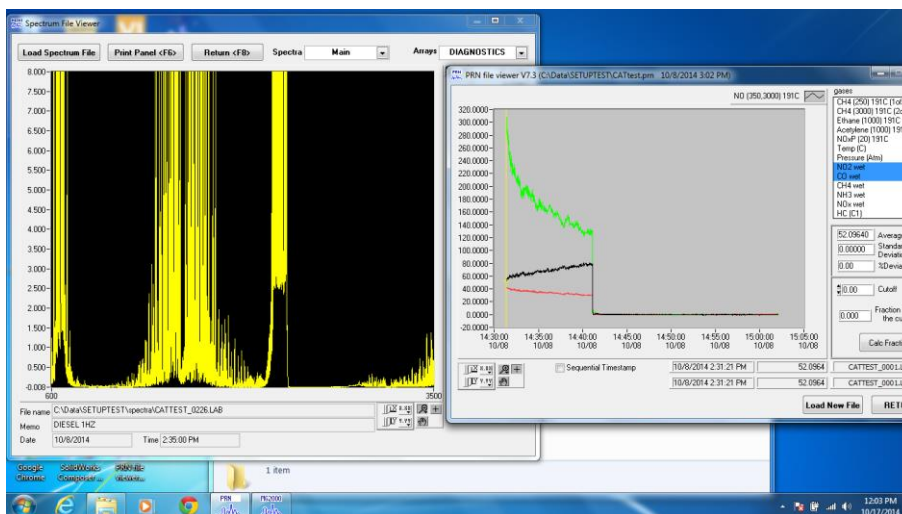 Spectrum File Viewer
Load Spectrum File Print Panel <F6> Return <F8> Spectra Main Arrays DIAGNOSTICS
8.000
7.500
7.000
6.500
6.000
5.500
5.000
4.500
4.000
3.500
3.000
2.500
2.000
1.500
1.000
0.500
-0.008
600 3500
File name C:\Data\SETUPTEST\spectra\CATTEST_0226.LAB
Memo DIESEL 1HZ
Date 10/8/2014 Time 2:35:00 PM
PRN file viewer V7.3 (C:\Data\SETUPTEST\CATtest.prn 10/8/2014 3:02 PM)
NO (350,3000) 191C
gases
CH4 (250) 191C (1of
CH4 (3000) 191C (2o
Ethane (1000) 191C
Acetylene (1000) 191
NOxP (20) 191C
Temp (C)
Pressure (Atm)
NO2 wet
CO wet
CH4 wet
NH3 wet
NOx wet
HC (C1)
320.0000
300.0000
280.0000
260.0000
240.0000
220.0000
200.0000
180.0000
160.0000
140.0000
120.0000
100.0000
80.0000
60.0000
40.0000
20.0000
0.0000
-20.0000
14:30:00 14:35:00 14:40:00 14:45:00 14:50:00 14:55:00 15:00:00 15:05:00
10/08 10/08 10/08 10/08 10/08 10/08 10/08 10/08
52.09640 Averag
0.00000 Standa
Deviatio
0.00 %Devia
0.00 Cutoff
0.000 Fraction
the cu
Calc Fracti
Sequential Timestamp 10/8/2014 2:31:21 PM 52.0964 CATTEST_0001.L
10/8/2014 2:31:21 PM 52.0964 CATTEST_0001.L
Load New File RETU
Google Chrome
SolidWorks Composer ...
PRN file viewer...
1 item
PRN
MG2000
12:03 PM
10/17/2014